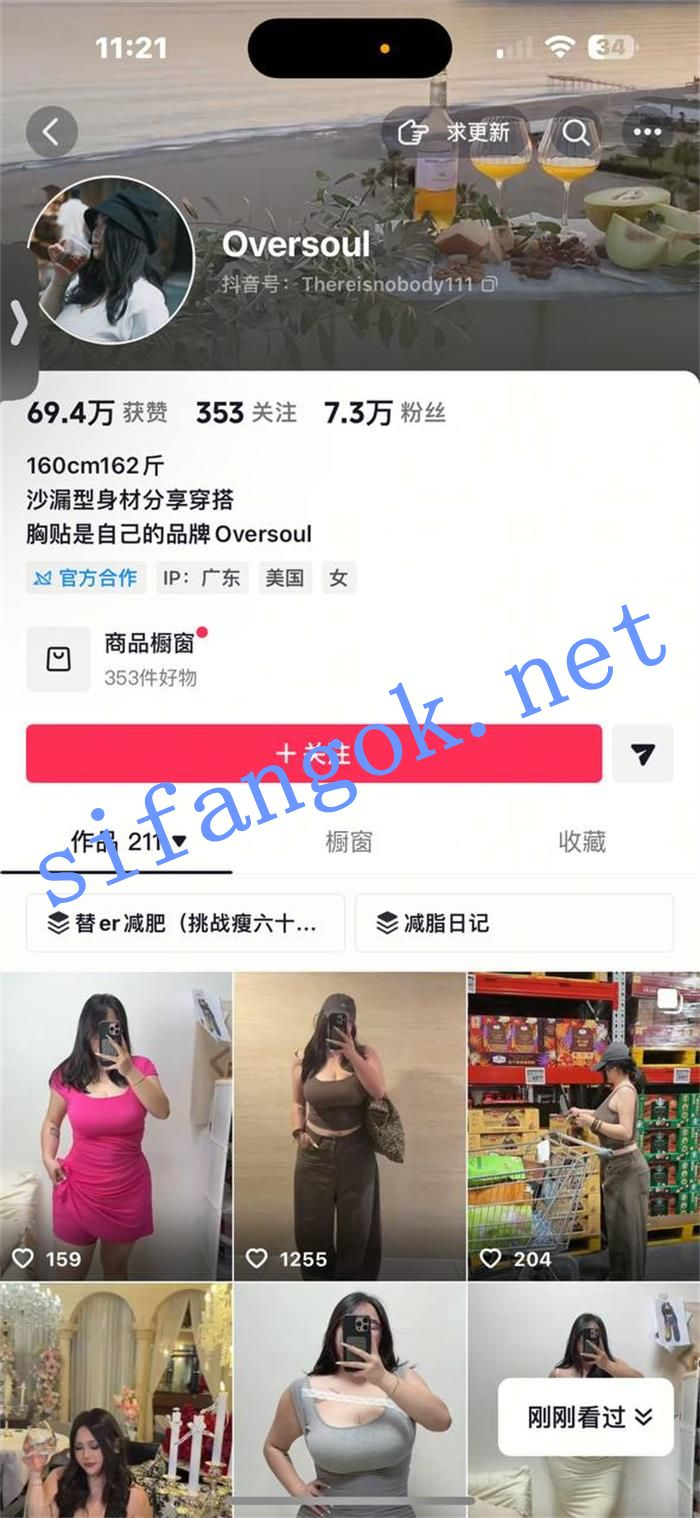 11:21
34
求更新
Oversoul
抖音号：Thereisnobody111
69.4万 获赞 353 关注 7.3万 粉丝
160cm162斤
沙漏型身材分享穿搭
胸贴是自己的品牌Oversoul
官方合作 IP：广东 美国 女
商品橱窗
353件好物
+关注
sifangok.net
作品 211 橱窗 收藏
替er减肥（挑战瘦六十... 减脂日记
159 1255 204
刚刚看过